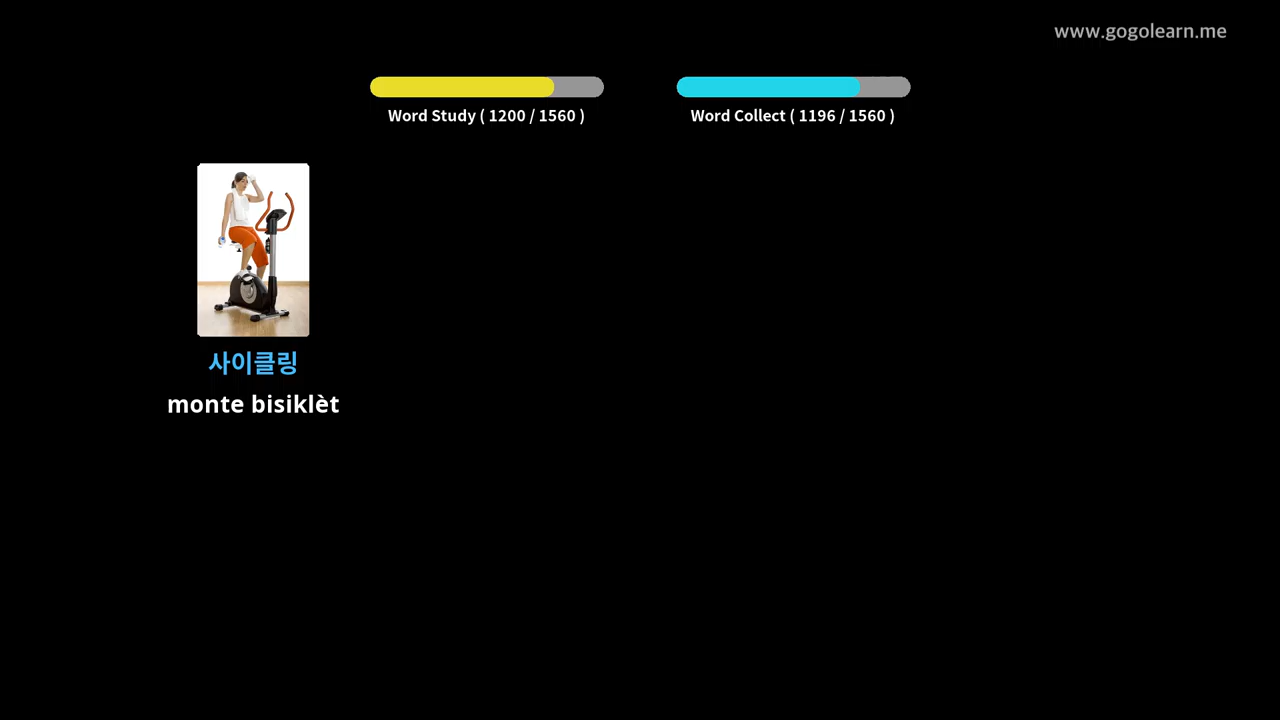 www.gogolearn.me
Word Study ( 1200 / 1560 )
Word Collect ( 1196 / 1560 )
사이클링
monte bisiklèt